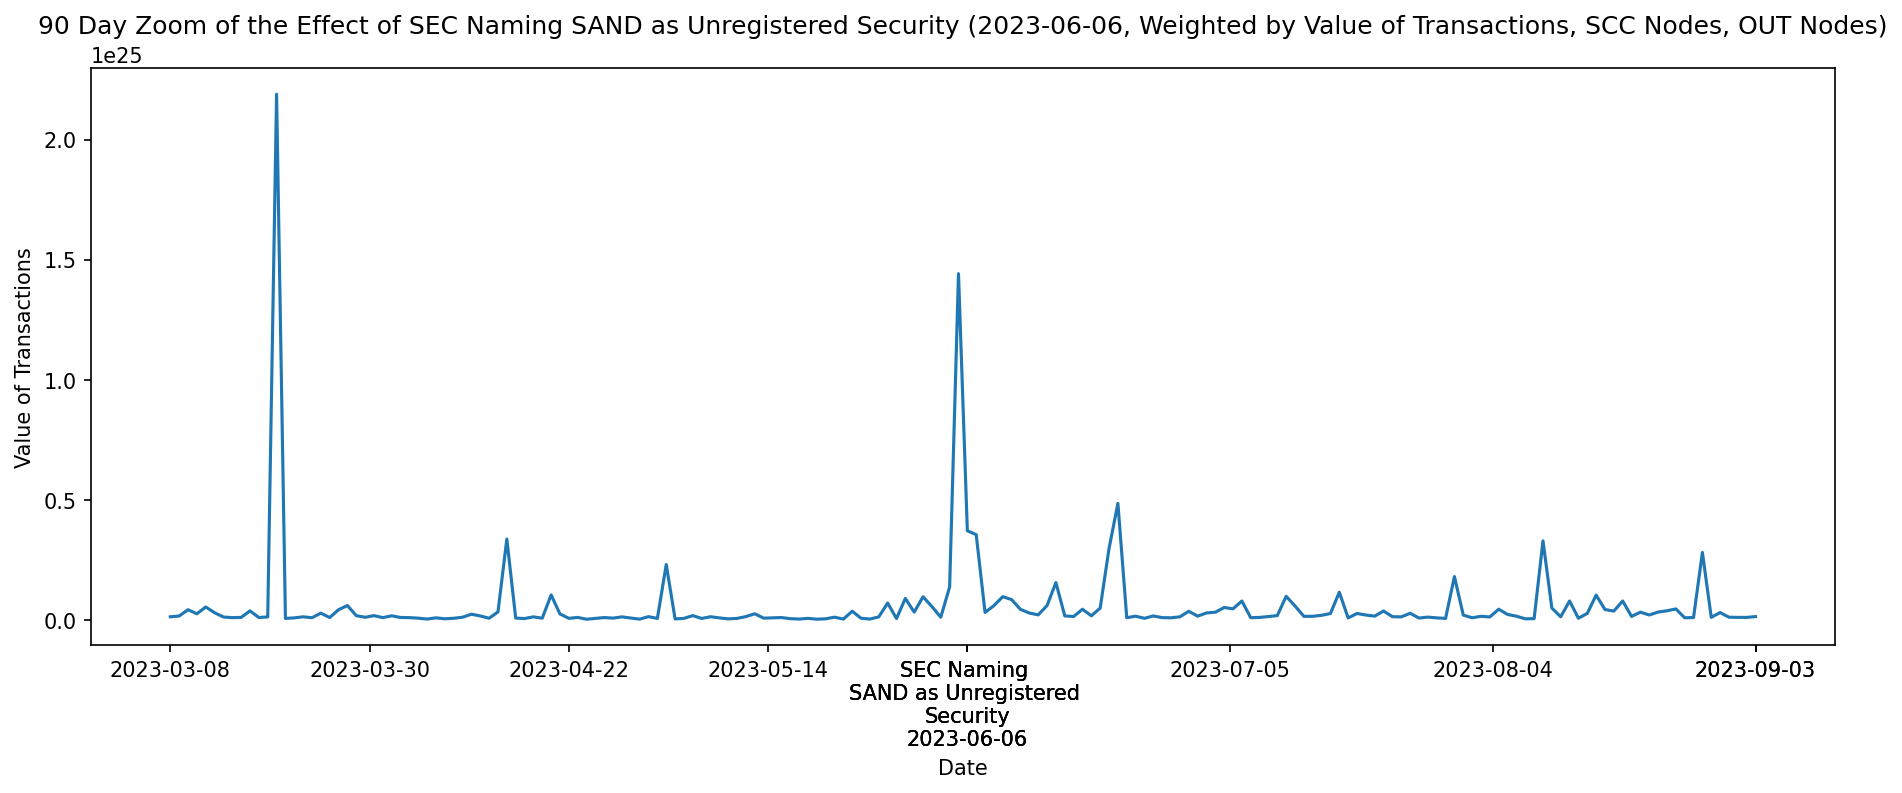 90 Day Zoom of the Effect of SEC Naming SAND as Unregistered Security (2023-06-06, Weighted by Value of Transactions, SCC Nodes, OUT Nodes)
1e25
2.0
1.5
1.0
0.5
0.0
Value of Transactions
2023-03-08 2023-03-30 2023-04-22 2023-05-14 SEC Naming 2023-07-05 2023-08-04 2023-09-03
SAND as Unregistered
Security
2023-06-06
Date